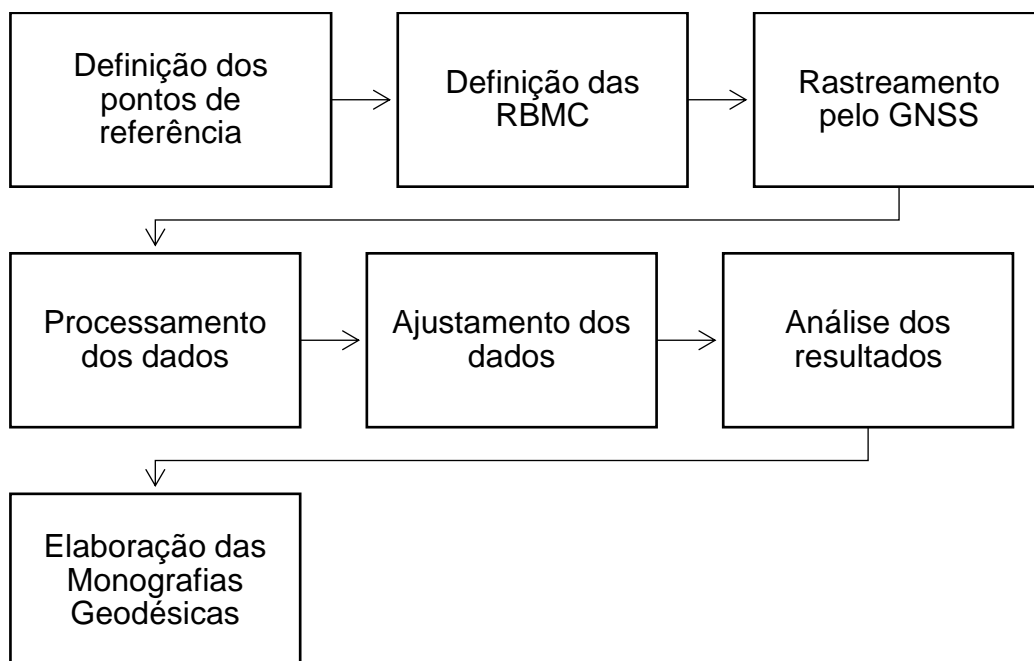 Definição dos
pontos de
referência
Definição das
RBMC
Rastreamento
pelo GNSS
Processamento
dos dados
Ajustamento dos
dados
Análise dos
resultados
Elaboração das
Monografias
Geodésicas